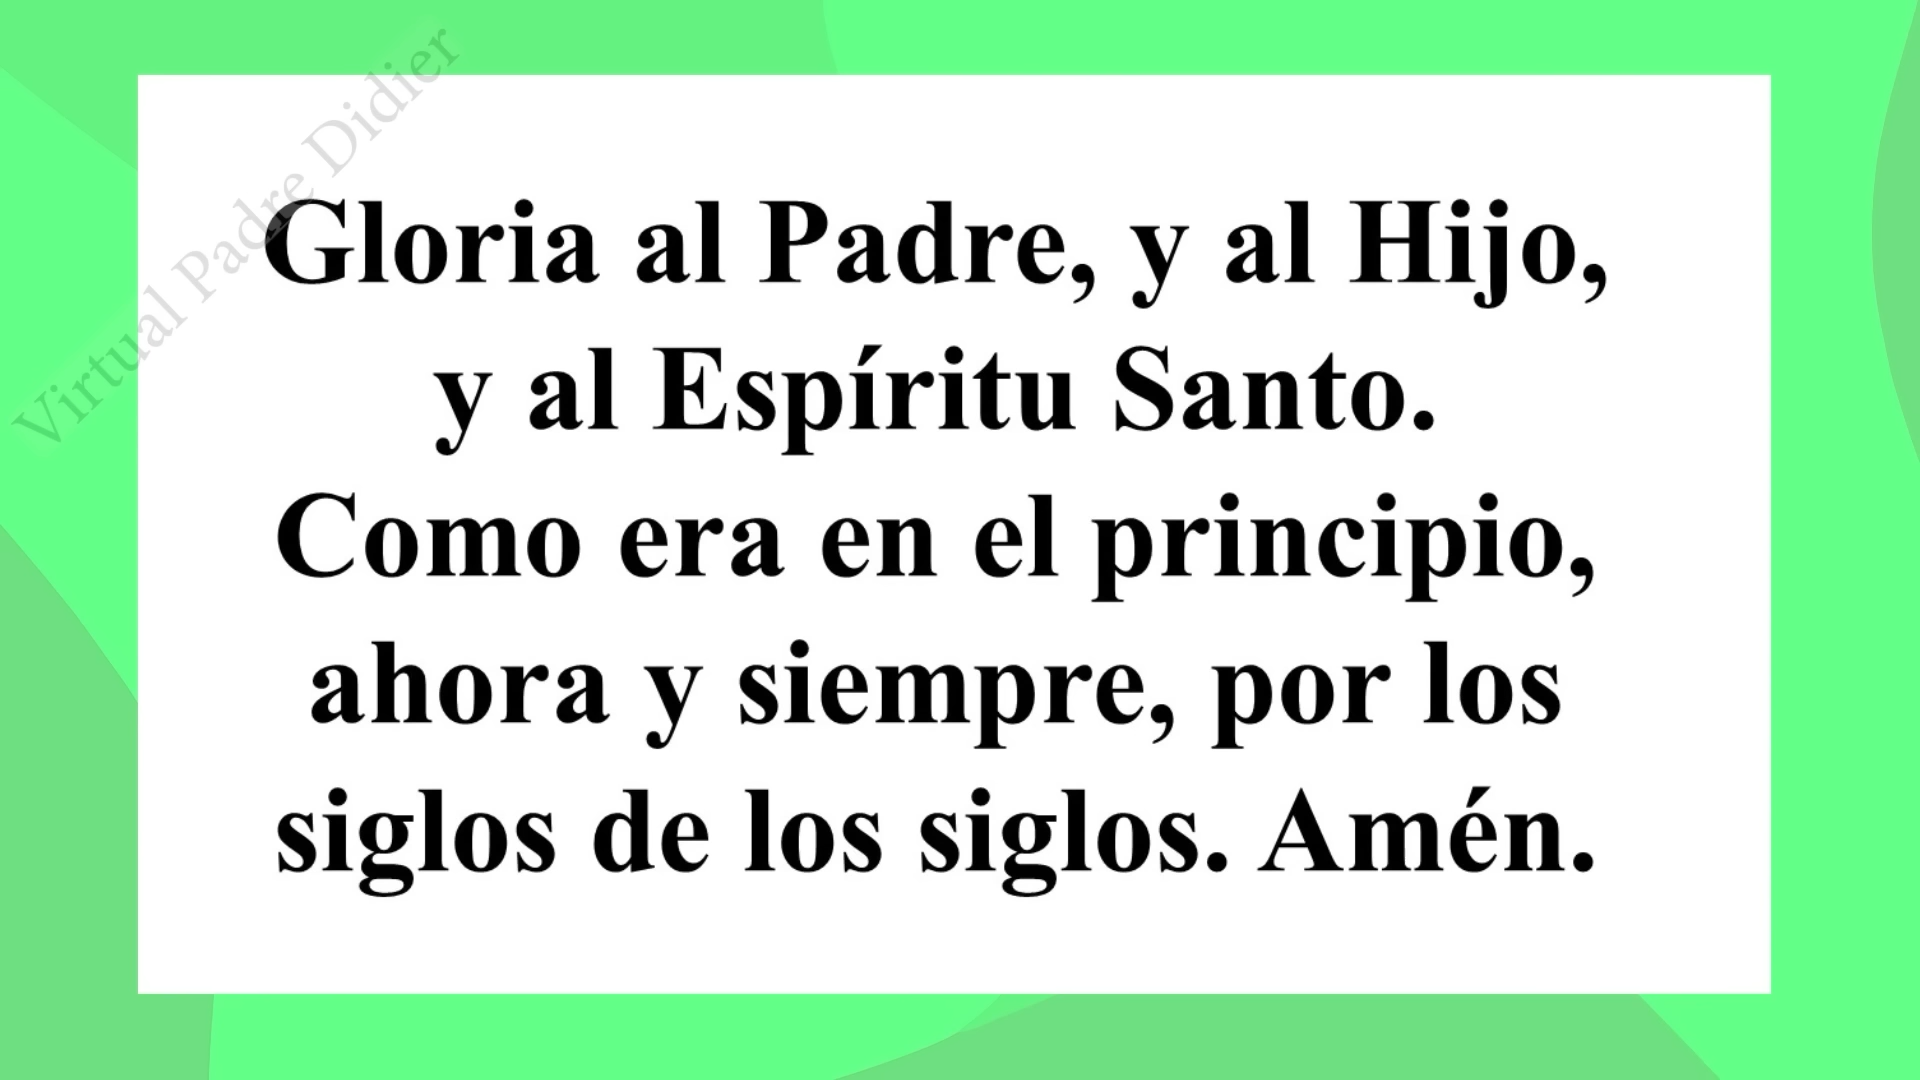 Virtual Padre Didier
Gloria al Padre, y al Hijo,
y al Espíritu Santo.
Como era en el principio,
ahora y siempre, por los
siglos de los siglos. Amén.